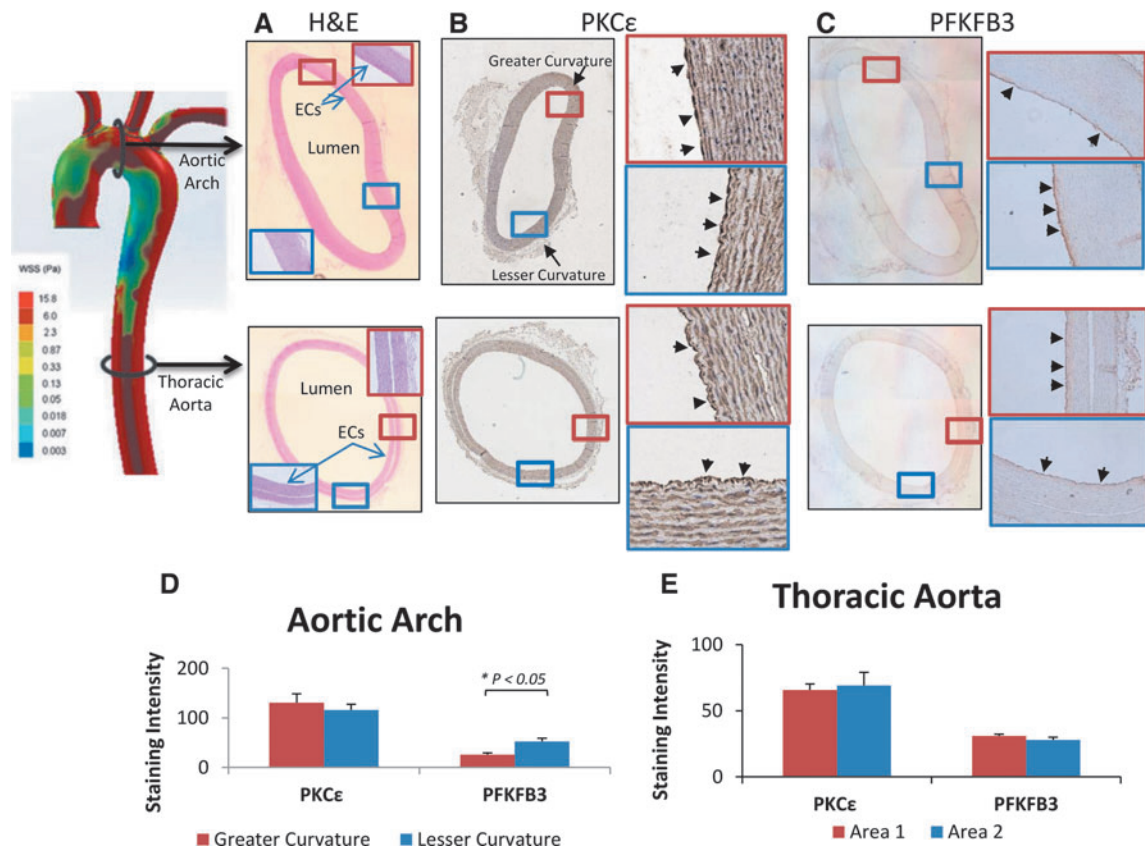 A H&E
B PKCε
C PFKFB3
Greater Curvature
ECs
Lumen
Aortic Arch
Lesser Curvature
WSS (Pa)
15.8
6.0
2.3
0.87
0.33
0.13
0.05
0.018
0.007
0.003
Thoracic Aorta
Lumen
ECs
D
Aortic Arch
Staining Intensity
200
100
0
* P < 0.05
PKCε PFKFB3
Greater Curvature Lesser Curvature
E
Thoracic Aorta
Staining Intensity
100
50
0
PKCε PFKFB3
Area 1 Area 2